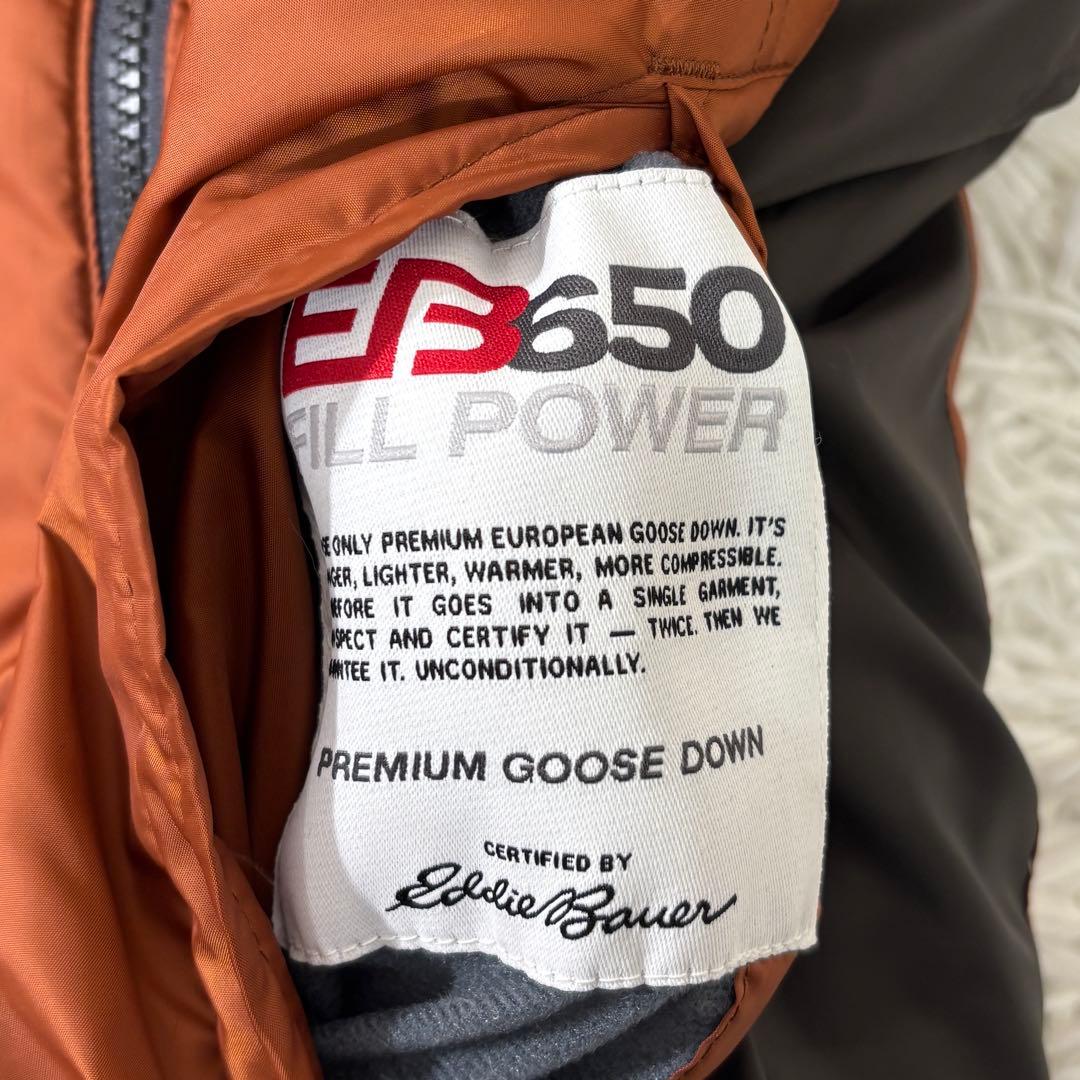 EB650
FILL POWER
ONLY PREMIUM EUROPEAN GOOSE DOWN. IT'S
LIGHTER, WARMER, MORE COMPRESSIBLE.
IT GOES INTO A SINGLE GARMENT,
AND CERTIFY IT — TWICE. THEN WE
IT. UNCONDITIONALLY.
PREMIUM GOOSE DOWN
CERTIFIED BY
Eddie Bauer